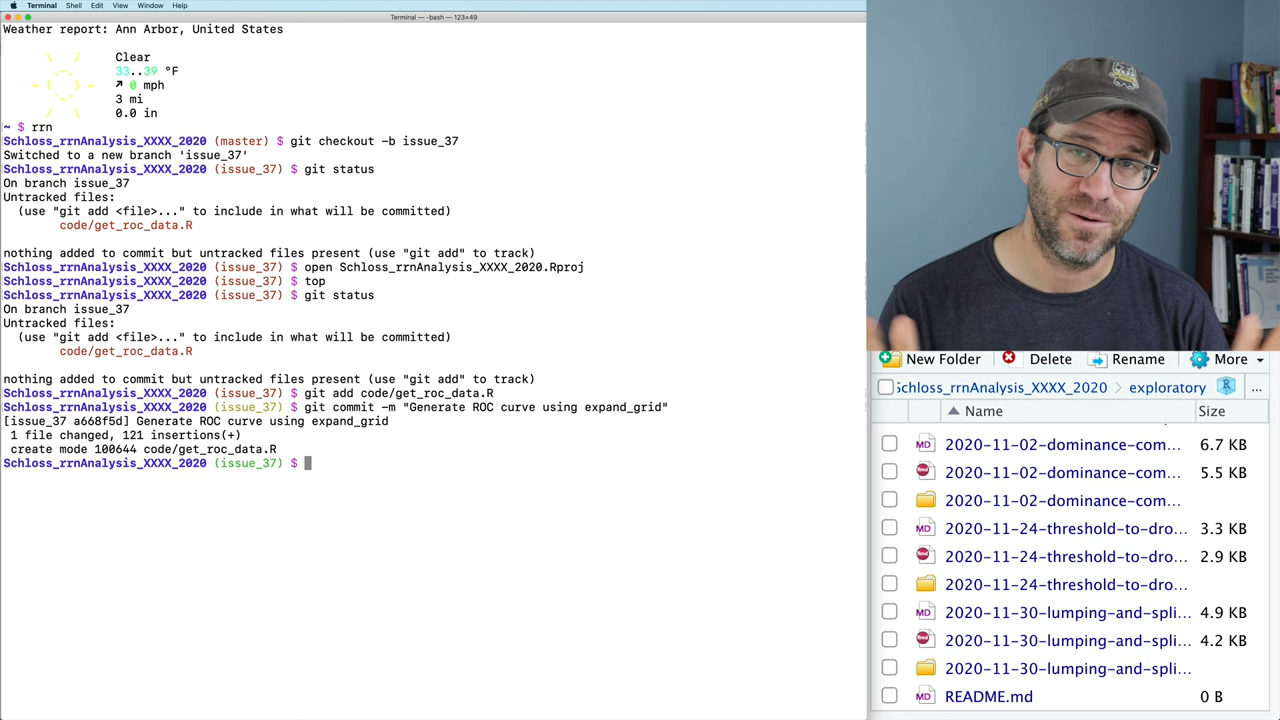 Terminal Shell Edit View Window Help
Terminal — -bash — 123×49
Weather report: Ann Arbor, United States
Clear
33..39 °F
↗ 0 mph
3 mi
0.0 in
~ $ rrn
Schloss_rrnAnalysis_XXXX_2020 (master) $ git checkout -b issue_37
Switched to a new branch 'issue_37'
Schloss_rrnAnalysis_XXXX_2020 (issue_37) $ git status
On branch issue_37
Untracked files:
(use "git add <file>..." to include in what will be committed)
code/get_roc_data.R
nothing added to commit but untracked files present (use "git add" to track)
Schloss_rrnAnalysis_XXXX_2020 (issue_37) $ open Schloss_rrnAnalysis_XXXX_2020.Rproj
Schloss_rrnAnalysis_XXXX_2020 (issue_37) $ top
Schloss_rrnAnalysis_XXXX_2020 (issue_37) $ git status
On branch issue_37
Untracked files:
(use "git add <file>..." to include in what will be committed)
code/get_roc_data.R
nothing added to commit but untracked files present (use "git add" to track)
Schloss_rrnAnalysis_XXXX_2020 (issue_37) $ git add code/get_roc_data.R
Schloss_rrnAnalysis_XXXX_2020 (issue_37) $ git commit -m "Generate ROC curve using expand_grid"
[issue_37 a668f5d] Generate ROC curve using expand_grid
1 file changed, 121 insertions(+)
create mode 100644 code/get_roc_data.R
Schloss_rrnAnalysis_XXXX_2020 (issue_37) $
New Folder Delete Rename More
Schloss_rrnAnalysis_XXXX_2020 exploratory ...
Name Size
MD 2020-11-02-dominance-com... 6.7 KB
Rmd 2020-11-02-dominance-com... 5.5 KB
2020-11-02-dominance-com...
MD 2020-11-24-threshold-to-dro... 3.3 KB
Rmd 2020-11-24-threshold-to-dro... 2.9 KB
2020-11-24-threshold-to-dro...
MD 2020-11-30-lumping-and-spli... 4.9 KB
Rmd 2020-11-30-lumping-and-spli... 4.2 KB
2020-11-30-lumping-and-spli...
MD README.md 0 B